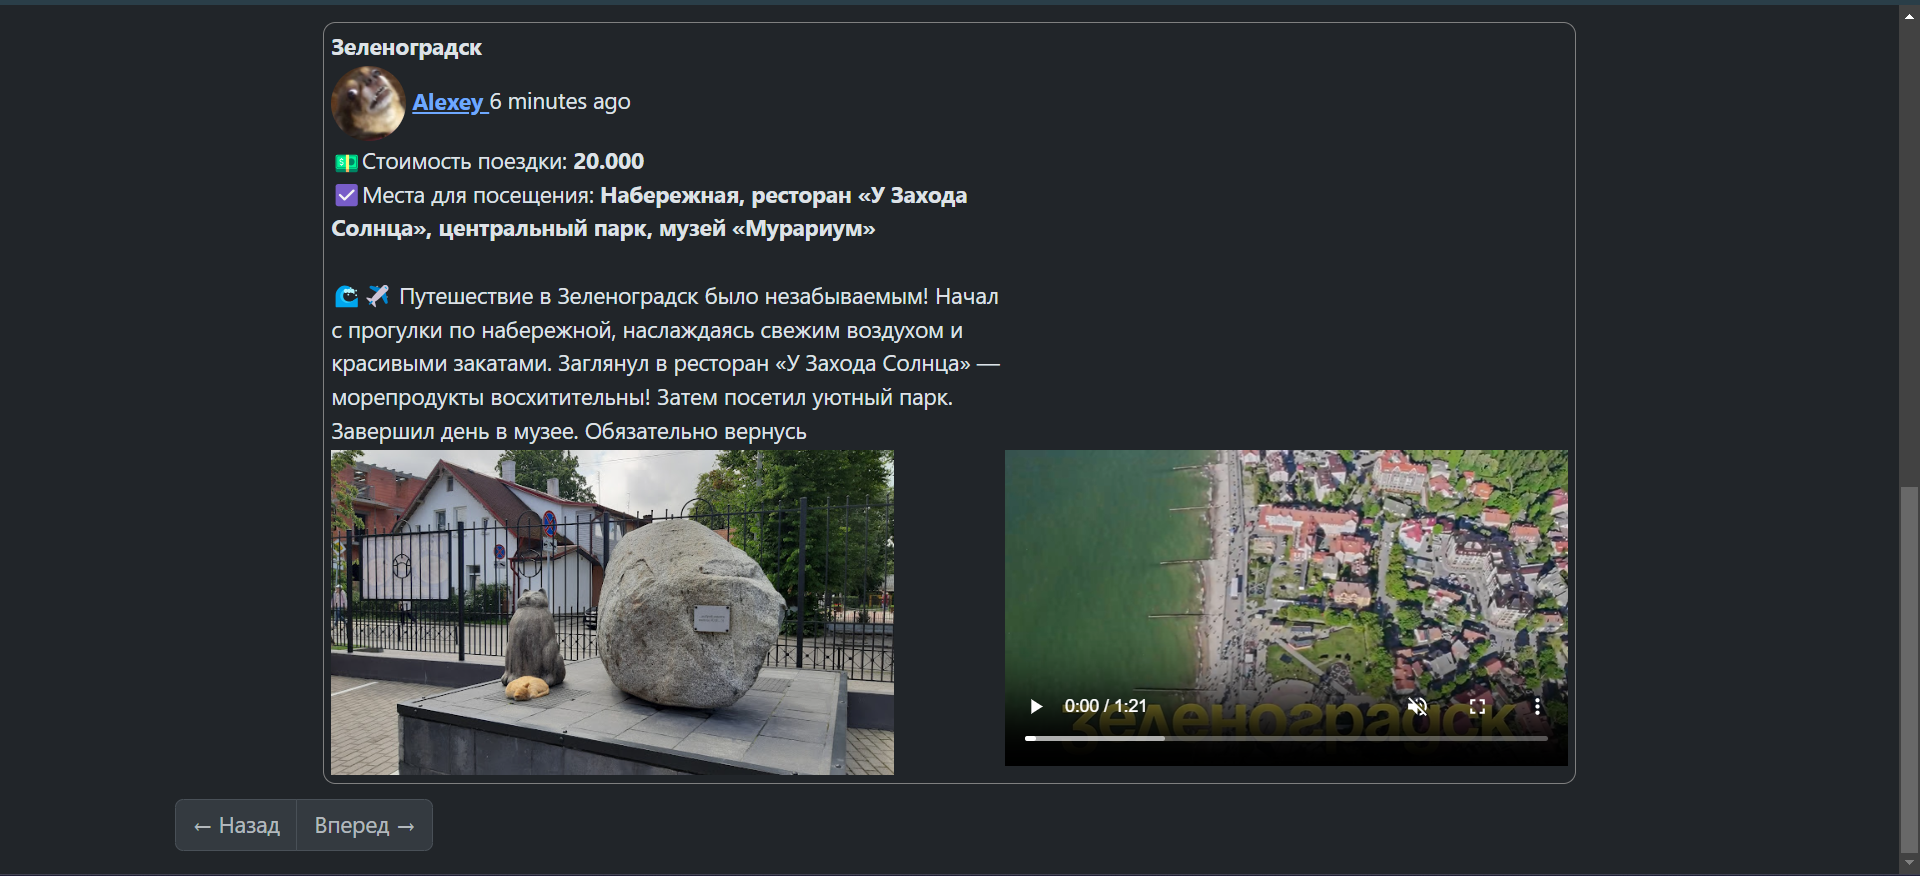 Зеленоградск
Alexey 6 minutes ago
💵Стоимость поездки: 20.000
☑Места для посещения: Набережная, ресторан «У Захода
Солнца», центральный парк, музей «Мурариум»
🌊✈ Путешествие в Зеленоградск было незабываемым! Начал
с прогулки по набережной, наслаждаясь свежим воздухом и
красивыми закатами. Заглянул в ресторан «У Захода Солнца» —
морепродукты восхитительны! Затем посетил уютный парк.
Завершил день в музее. Обязательно вернусь
0:00 / 1:21
зеленоградск
← Назад
Вперед →